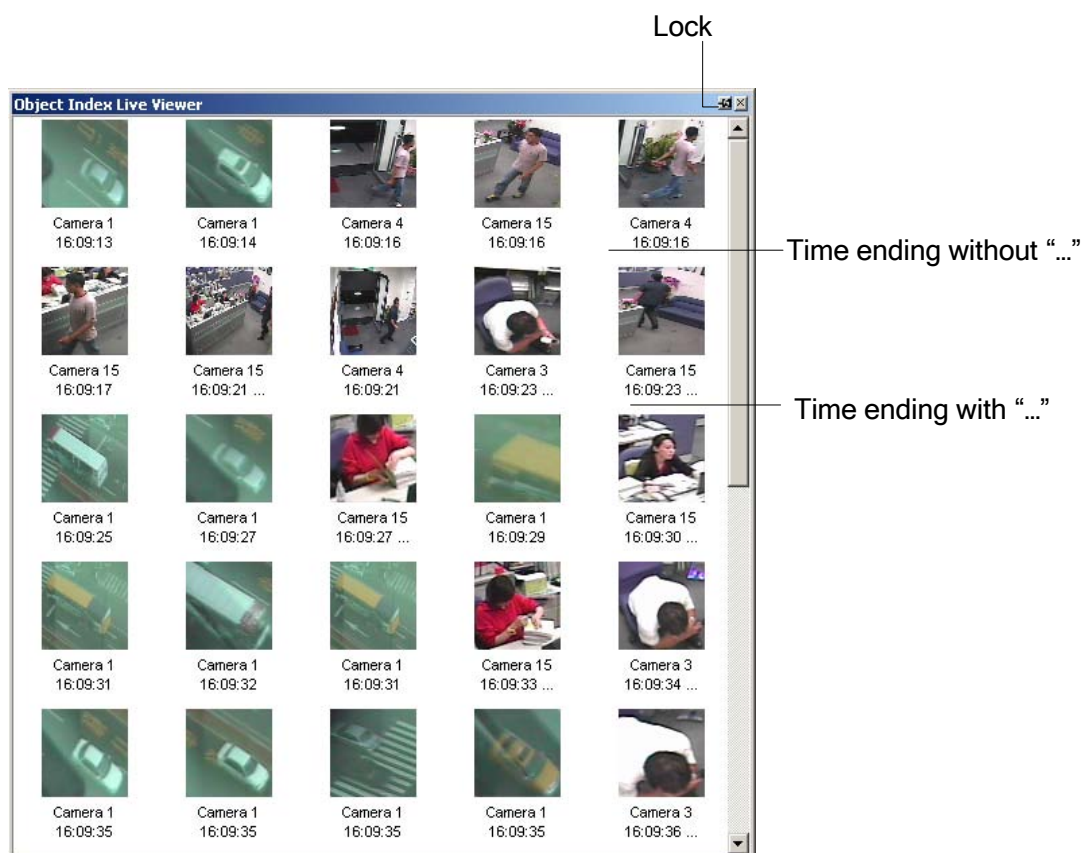 Lock
Object Index Live Viewer
Camera 1 Camera 1 Camera 4 Camera 15 Camera 4
16:09:13 16:09:14 16:09:16 16:09:16 16:09:16
Time ending without “...”
Camera 15 Camera 15 Camera 4 Camera 3 Camera 15
16:09:17 16:09:21 ... 16:09:21 16:09:23 ... 16:09:23 ...
Time ending with “...”
Camera 1 Camera 1 Camera 15 Camera 1 Camera 15
16:09:25 16:09:27 16:09:27 ... 16:09:29 16:09:30 ...
Camera 1 Camera 1 Camera 1 Camera 15 Camera 3
16:09:31 16:09:32 16:09:31 16:09:33 ... 16:09:34 ...
Camera 1 Camera 1 Camera 1 Camera 1 Camera 3
16:09:35 16:09:35 16:09:35 16:09:35 16:09:36 ...